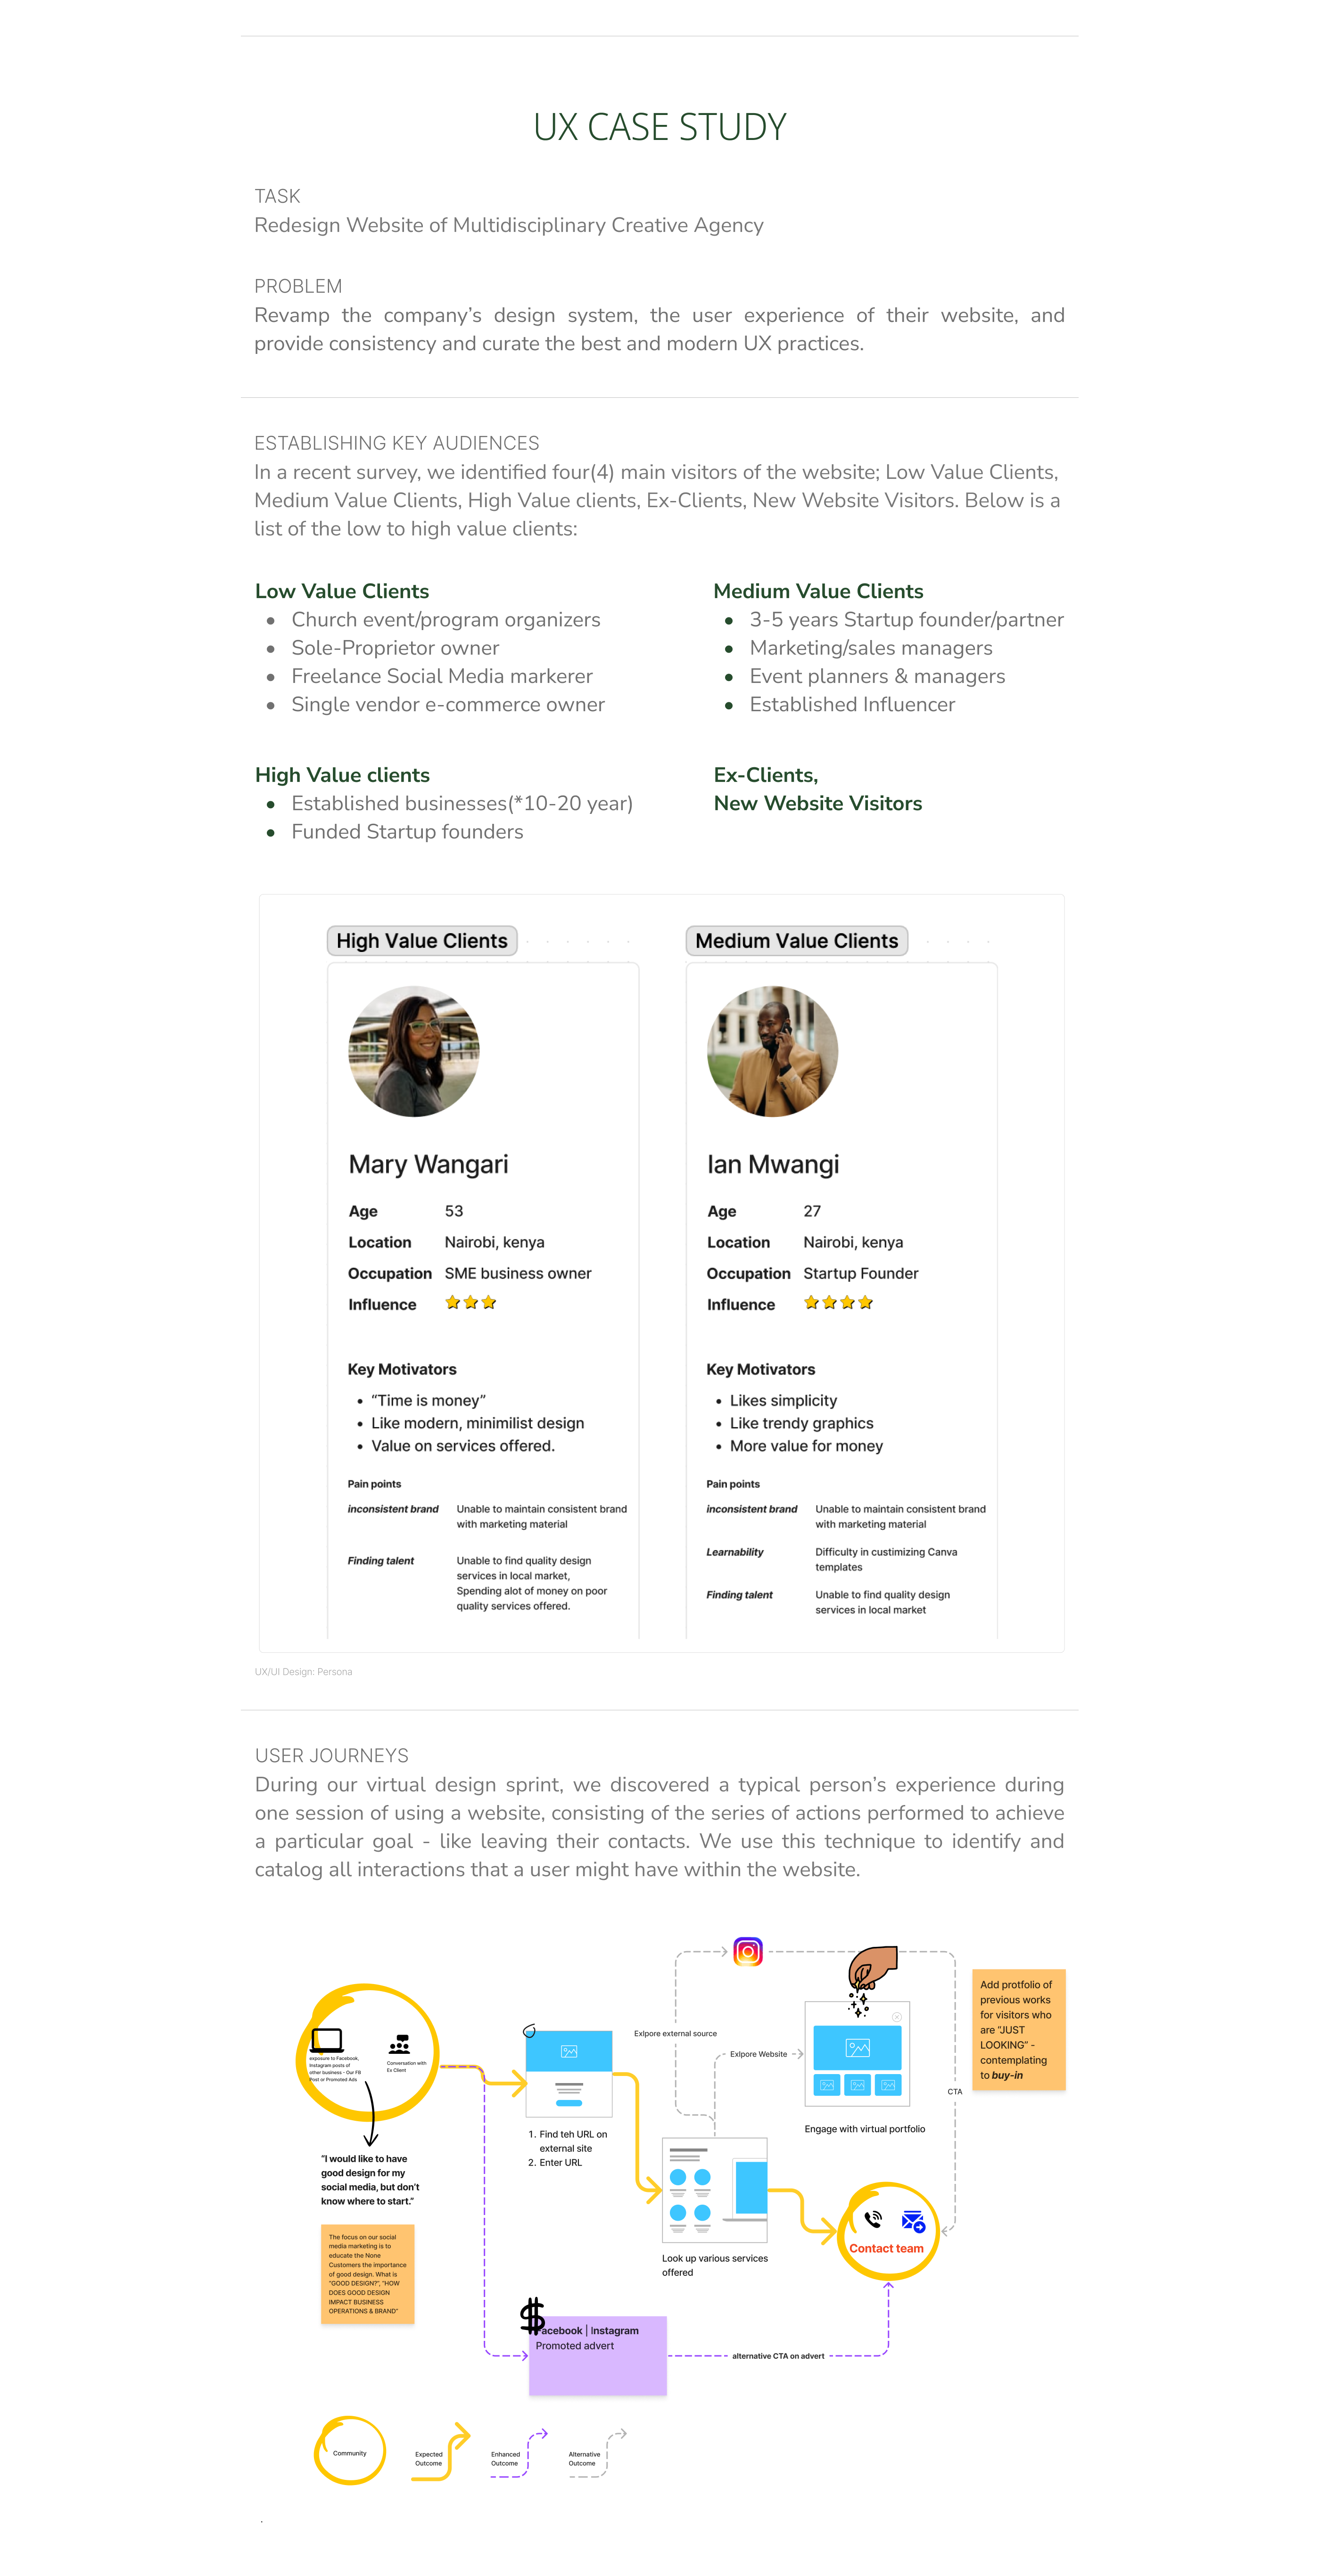 UX CASE STUDY
TASK
Redesign Website of Multidisciplinary Creative Agency
PROBLEM
Revamp the company's design system, the user experience of their website, and
provide consistency and curate the best and modern UX practices.
ESTABLISHING KEY AUDIENCES
In a recent survey, we identified four(4) main visitors of the website; Low Value Clients,
Medium Value Clients, High Value clients, Ex-Clients, New Website Visitors. Below is a
list of the low to high value clients:
Low Value Clients
• Church event/program organizers
• Sole-Proprietor owner
• Freelance Social Media markerer
• Single vendor e-commerce owner
Medium Value Clients
• 3-5 years Startup founder/partner
• Marketing/sales managers
• Event planners & managers
• Established Influencer
High Value clients
• Established businesses(*10-20 year)
• Funded Startup founders
Ex-Clients,
New Website Visitors
High Value Clients
Mary Wangari
Age 53
Location Nairobi, kenya
Occupation SME business owner
Influence
Key Motivators
• “Time is money”
• Like modern, minimilist design
• Value on services offered.
Pain points
inconsistent brand Unable to maintain consistent brand
with marketing material
Finding talent Unable to find quality design
services in local market,
Spending alot of money on poor
quality services offered.
Medium Value Clients
Ian Mwangi
Age 27
Location Nairobi, kenya
Occupation Startup Founder
Influence
Key Motivators
• Likes simplicity
• Like trendy graphics
• More value for money
Pain points
inconsistent brand Unable to maintain consistent brand
with marketing material
Learnability Difficulty in custimizing Canva
templates
Finding talent Unable to find quality design
services in local market
UX/UI Design: Persona
USER JOURNEYS
During our virtual design sprint, we discovered a typical person's experience during
one session of using a website, consisting of the series of actions performed to achieve
a particular goal - like leaving their contacts. We use this technique to identify and
catalog all interactions that a user might have within the website.
exposure to Facebook,
Instagram posts of
other business - Our FB
Post or Promoted Ads
Conversation with
Ex Client
"I would like to have
good design for my
social media, but don't
know where to start."
The focus on our social
media marketing is to
educate the None
Customers the importance
of good design. What is
"GOOD DESIGN?", "HOW
DOES GOOD DESIGN
IMPACT BUSINESS
OPERATIONS & BRAND"
1. Find teh URL on
external site
2. Enter URL
Exlpore external source
Exlpore Website
Engage with virtual portfolio
CTA
Add protfolio of
previous works
for visitors who
are "JUST
LOOKING" -
contemplating
to buy-in
Look up various services
offered
Contact team
Facebook | Instagram
Promoted advert
alternative CTA on advert
Community
Expected
Outcome
Enhanced
Outcome
Alternative
Outcome
.